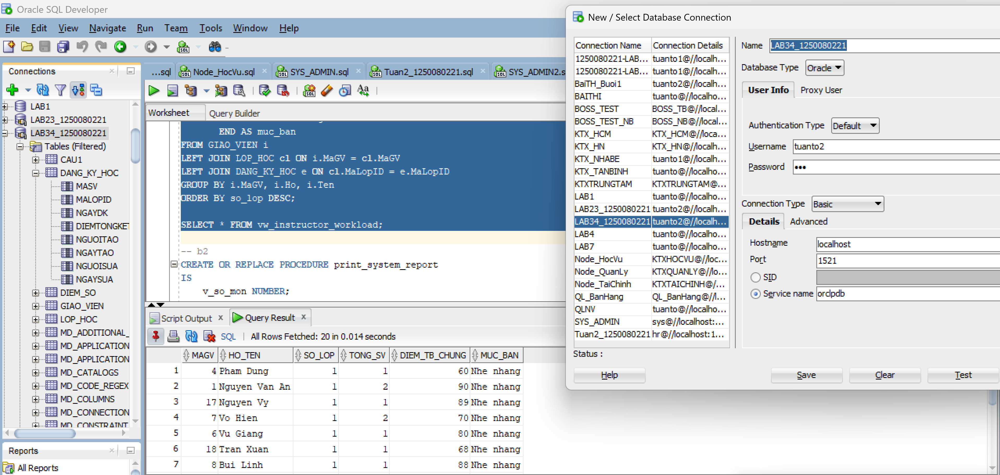 Oracle SQL Developer
File Edit View Navigate Run Team Tools Window Help
Connections
LAB1
LAB23_1250080221
LAB34_1250080221
Tables (Filtered)
CAU1
DANG_KY_HOC
MASV
MALOPID
NGAYDK
DIEMTONGKET
NGUOITAO
NGAYTAO
NGUOISUA
NGAYSUA
DIEM_SO
GIAO_VIEN
LOP_HOC
MD_ADDITIONAL_
MD_APPLICATION
MD_APPLICATION
MD_CATALOGS
MD_CODE_REGEX
MD_COLUMNS
MD_CONNECTION
MD_CONSTRAINT
Reports
All Reports
...sql Node_HocVu.sql SYS_ADMIN.sql Tuan2_1250080221.sql SYS_ADMIN2.s
Worksheet Query Builder
END AS muc_ban
FROM GIAO_VIEN i
LEFT JOIN LOP_HOC cl ON i.MaGV = cl.MaGV
LEFT JOIN DANG_KY_HOC e ON cl.MaLopID = e.MaLopID
GROUP BY i.MaGV, i.Ho, i.Ten
ORDER BY so_lop DESC;
SELECT * FROM vw_instructor_workload;
-- b2
CREATE OR REPLACE PROCEDURE print_system_report
IS
v_so_mon NUMBER;
Script Output Query Result
SQL All Rows Fetched: 20 in 0.014 seconds
MAGV HO_TEN SO_LOP TONG_SV DIEM_TB_CHUNG MUC_BAN
1 4 Pham Dung 1 1 60 Nhe nhang
2 1 Nguyen Van An 1 2 90 Nhe nhang
3 17 Nguyen Vy 1 1 89 Nhe nhang
4 7 Vo Hien 1 2 70 Nhe nhang
5 6 Vu Giang 1 1 80 Nhe nhang
6 18 Tran Xuan 1 1 68 Nhe nhang
7 8 Bui Linh 1 1 88 Nhe nhang
New / Select Database Connection
Connection Name Connection Details
1250080221-LAB... tuanto1@//localh...
1250080221-LAB... tuanto1@//localh...
BaiTH_Buoi1 tuanto2@//localh...
BAITHI tuanto@//localho...
BOSS_TEST BOSS_TB@//local...
BOSS_TEST_NB BOSS_NB@//local...
KTX_HCM KTX_HCM@//loca...
KTX_HN KTX_HN@//localh...
KTX_NHABE tuanto1@//localh...
KTX_TANBINH tuanto@//localho...
KTXTRUNGTAM KTXTRUNGTAM@...
LAB1 tuanto@//localho...
LAB23_1250080221 tuanto2@//localh...
LAB34_1250080221 tuanto2@//localh...
LAB4 tuanto@//localho...
LAB7 tuanto@//localho...
Node_HocVu KTXHOCVU@//loc...
Node_QuanLy KTXQUANLY@//lo...
Node_TaiChinh KTXTAICHINH@/...
QL_BanHang QL_BanHang@//l...
QLNV tuanto@//localho...
SYS_ADMIN sys@//localhost:...
Tuan2_1250080221 hr@//localhost:1...
Status :
Name LAB34_1250080221
Database Type Oracle
User Info Proxy User
Authentication Type Default
Username tuanto2
Password •••
Connection Type Basic
Details Advanced
Hostname localhost
Port 1521
SID
Service name orclpdb
Help Save Clear Test